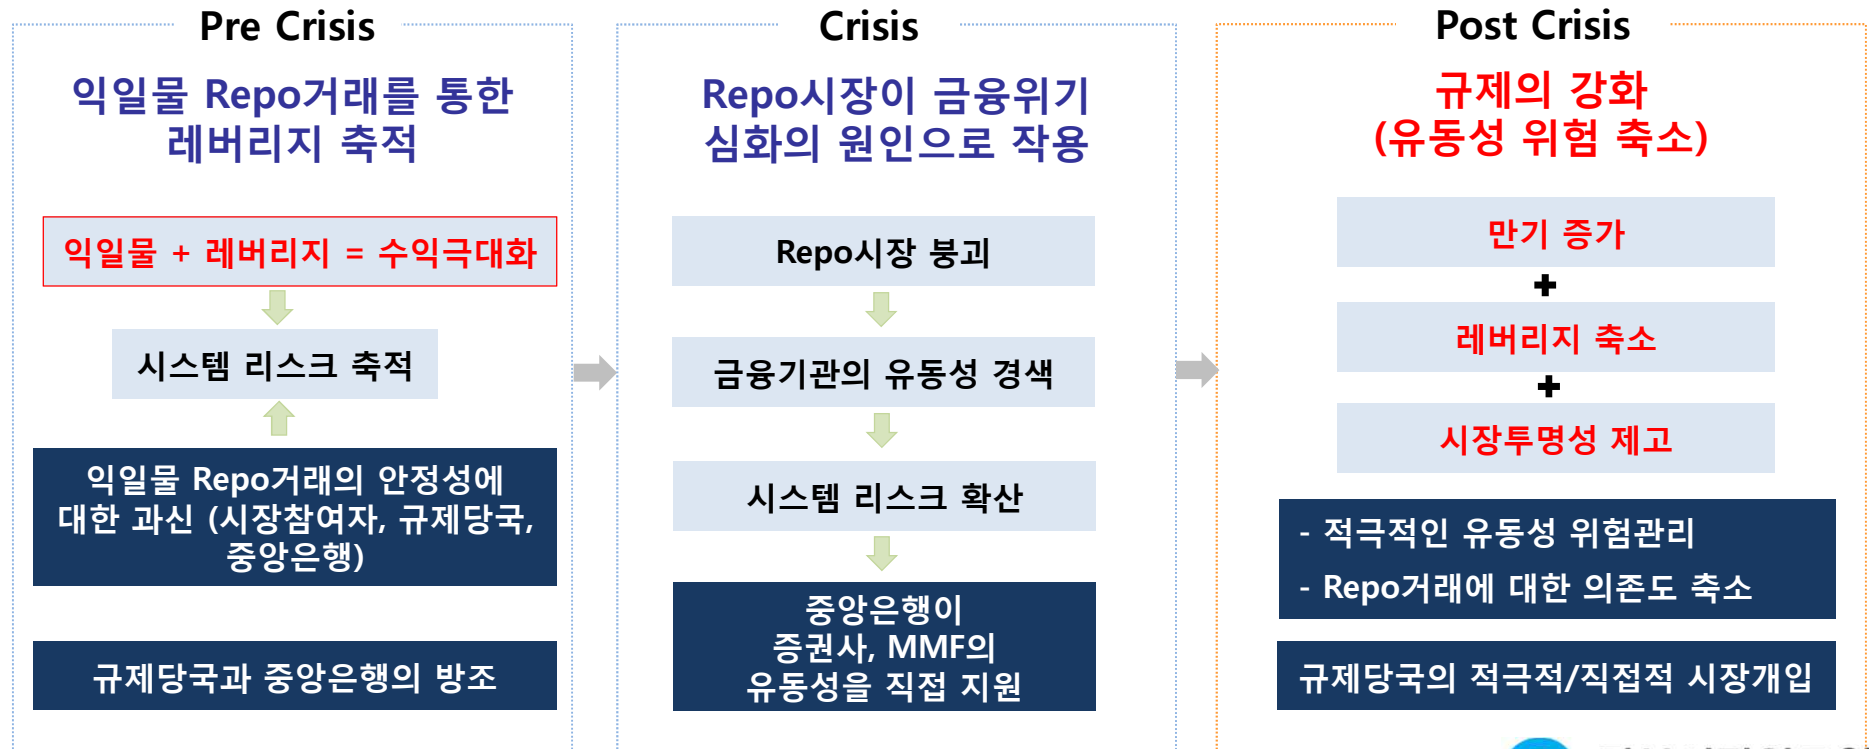 Pre Crisis
익일물 Repo거래를 통한
레버리지 축적
익일물 + 레버리지 = 수익극대화
시스템 리스크 축적
익일물 Repo거래의 안정성에
대한 과신 (시장참여자, 규제당국,
중앙은행)
규제당국과 중앙은행의 방조
Crisis
Repo시장이 금융위기
심화의 원인으로 작용
Repo시장 붕괴
금융기관의 유동성 경색
시스템 리스크 확산
중앙은행이
증권사, MMF의
유동성을 직접 지원
Post Crisis
규제의 강화
(유동성 위험 축소)
만기 증가
+
레버리지 축소
+
시장투명성 제고
- 적극적인 유동성 위험관리
- Repo거래에 대한 의존도 축소
규제당국의 적극적/직접적 시장개입